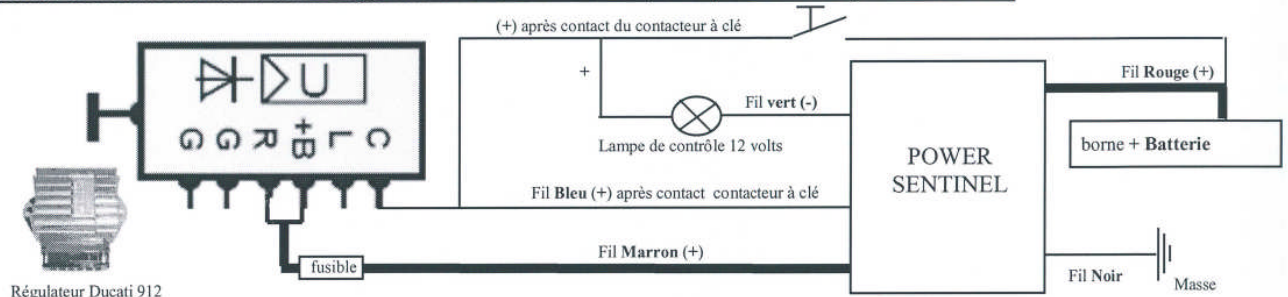 (+) après contact du contacteur à clé
Fil Rouge (+)
+
U
Fil vert (-)
G G R +B L C
Lampe de contrôle 12 volts
POWER
SENTINEL
borne + Batterie
Fil Bleu (+) après contact contacteur à clé
Fil Marron (+)
fusible
Fil Noir
Masse
Régulateur Ducati 912